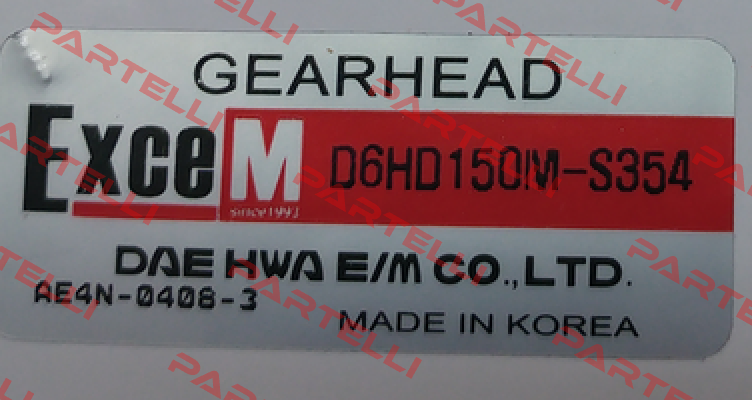 GEARHEAD
ExceM D6HD150M-S354
since1993
DAE HWA E/M CO.,LTD.
AE4N-0408-3
MADE IN KOREA
PARTELLI